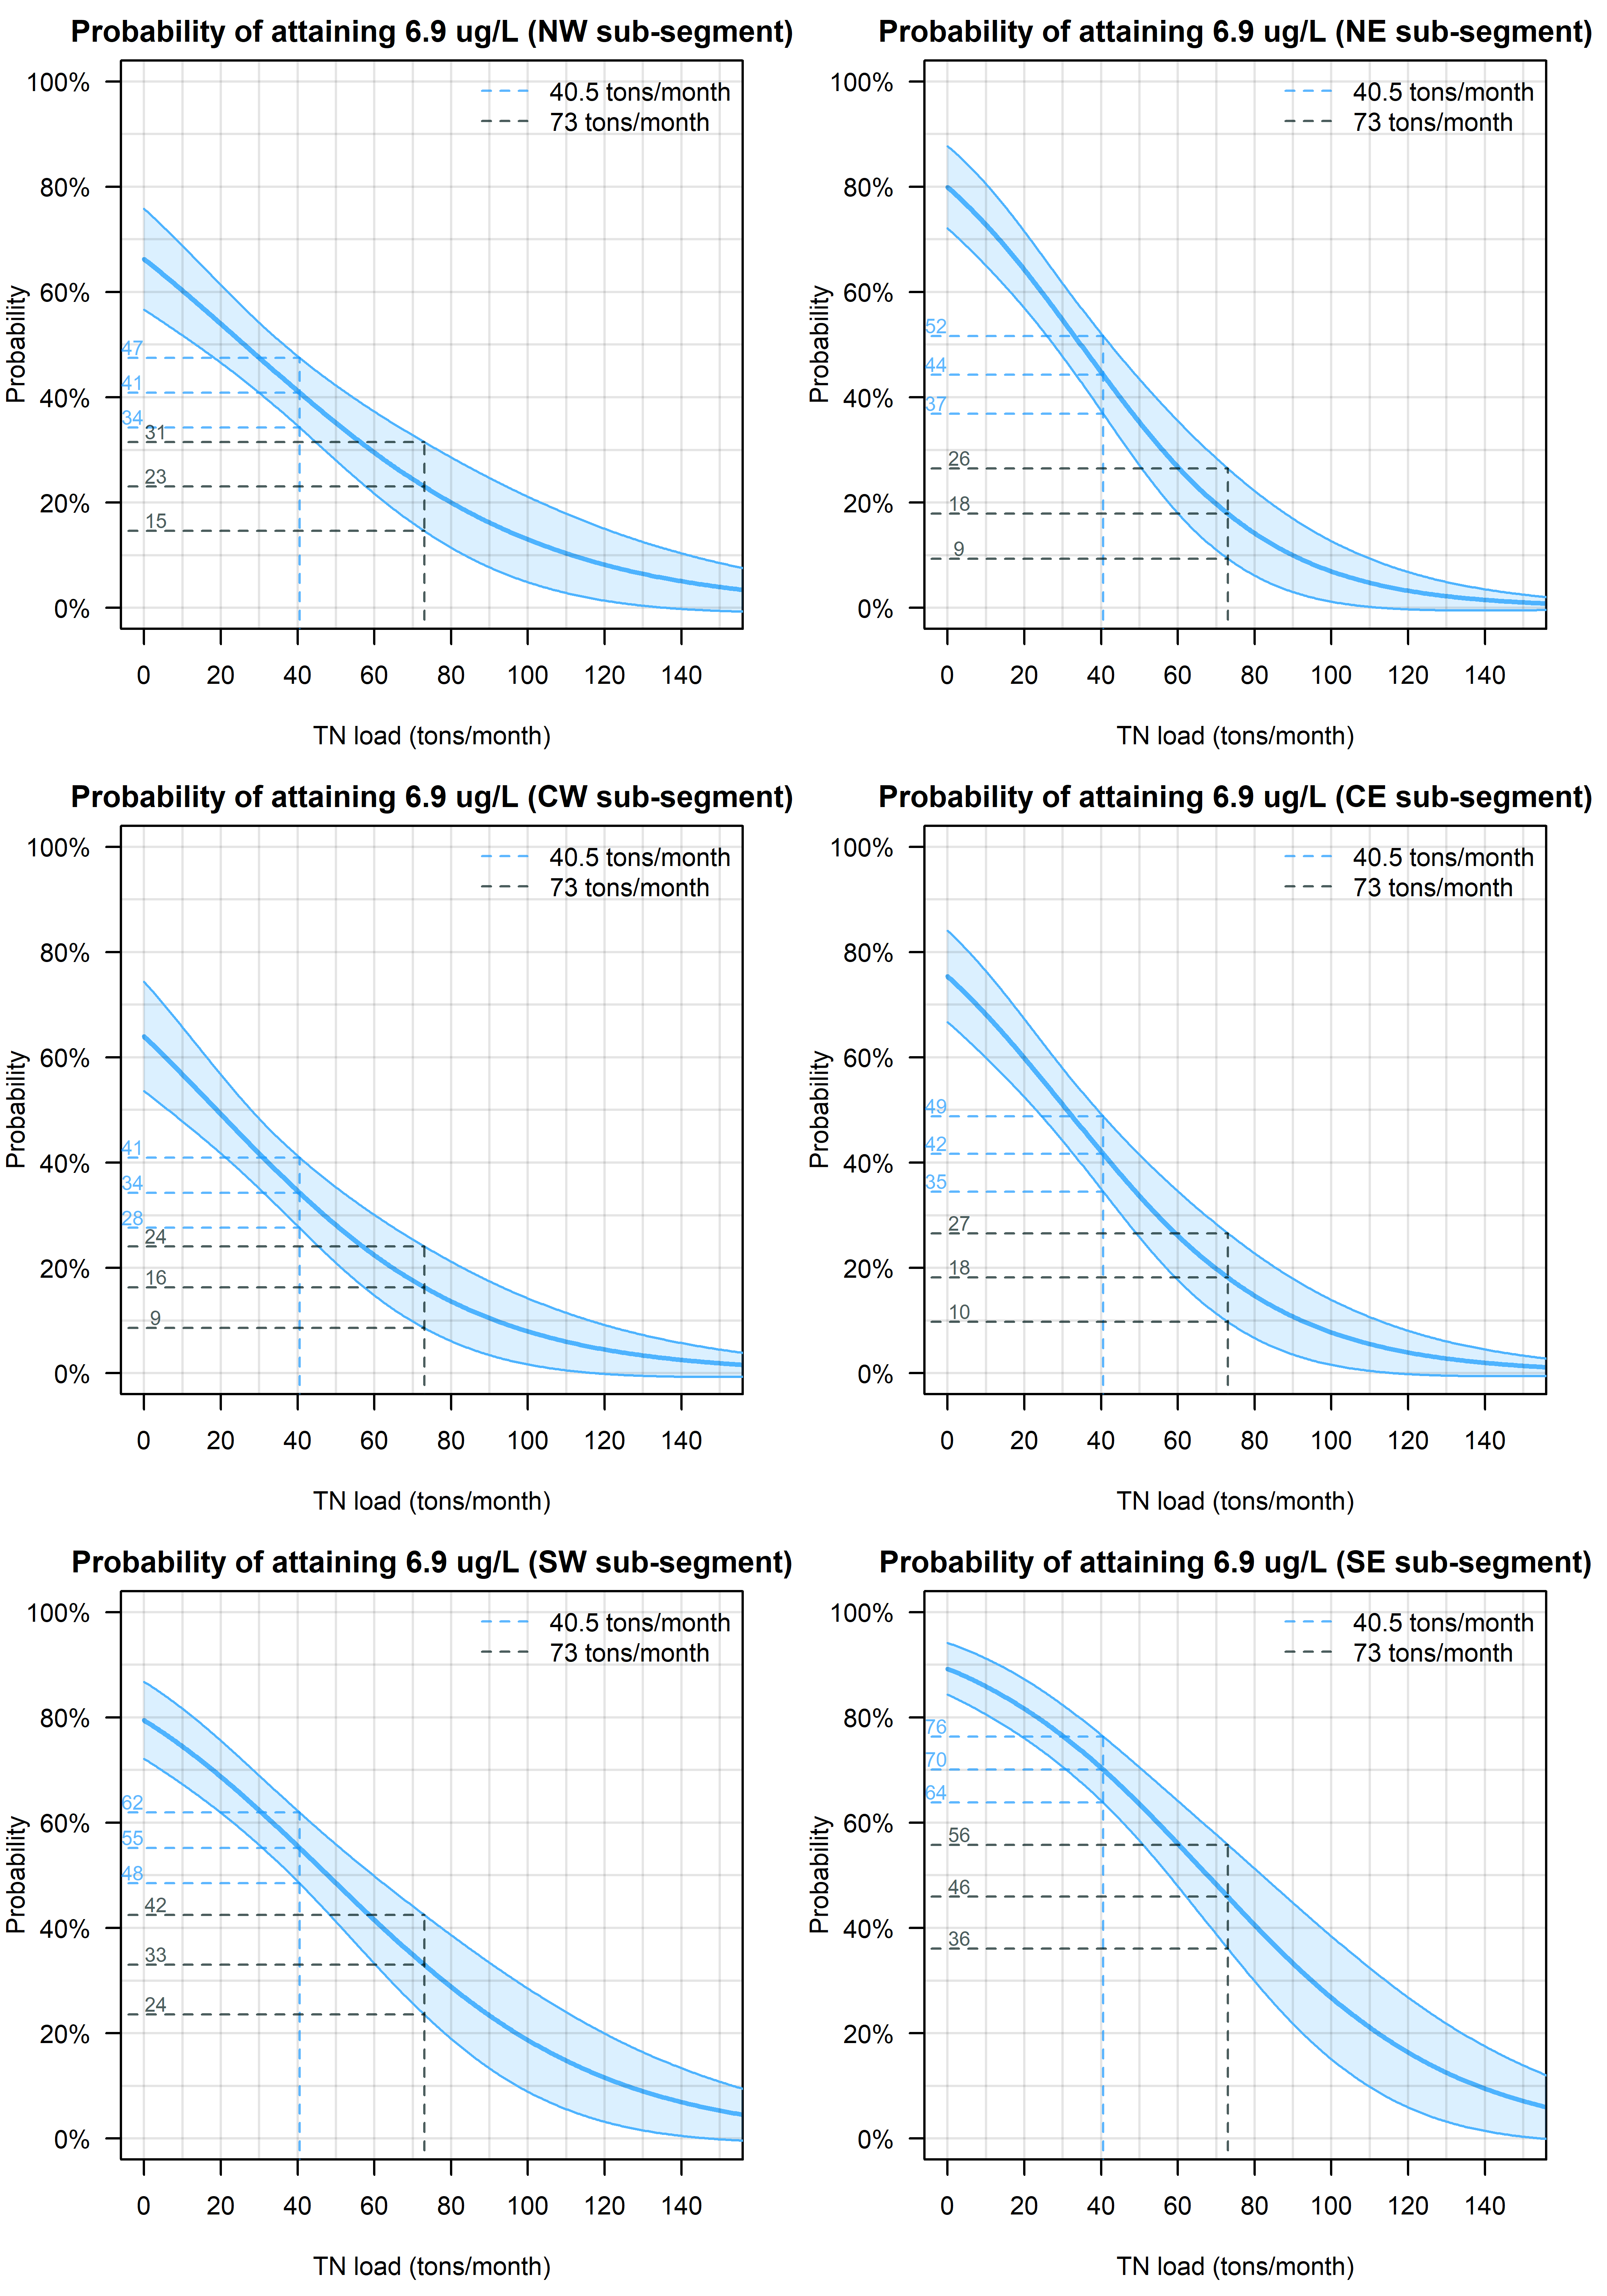 Probability of attaining 6.9 ug/L (NW sub-segment)
100%
80%
60%
40%
20%
0%
Probability
40.5 tons/month
73 tons/month
47
41
34
31
23
15
0 20 40 60 80 100 120 140
TN load (tons/month)
Probability of attaining 6.9 ug/L (NE sub-segment)
100%
80%
60%
40%
20%
0%
Probability
40.5 tons/month
73 tons/month
52
44
37
26
18
9
0 20 40 60 80 100 120 140
TN load (tons/month)
Probability of attaining 6.9 ug/L (CW sub-segment)
100%
80%
60%
40%
20%
0%
Probability
40.5 tons/month
73 tons/month
41
34
28
24
16
9
0 20 40 60 80 100 120 140
TN load (tons/month)
Probability of attaining 6.9 ug/L (CE sub-segment)
100%
80%
60%
40%
20%
0%
Probability
40.5 tons/month
73 tons/month
49
42
35
27
18
10
0 20 40 60 80 100 120 140
TN load (tons/month)
Probability of attaining 6.9 ug/L (SW sub-segment)
100%
80%
60%
40%
20%
0%
Probability
40.5 tons/month
73 tons/month
62
55
48
42
33
24
0 20 40 60 80 100 120 140
TN load (tons/month)
Probability of attaining 6.9 ug/L (SE sub-segment)
100%
80%
60%
40%
20%
0%
Probability
40.5 tons/month
73 tons/month
76
70
64
56
46
36
0 20 40 60 80 100 120 140
TN load (tons/month)